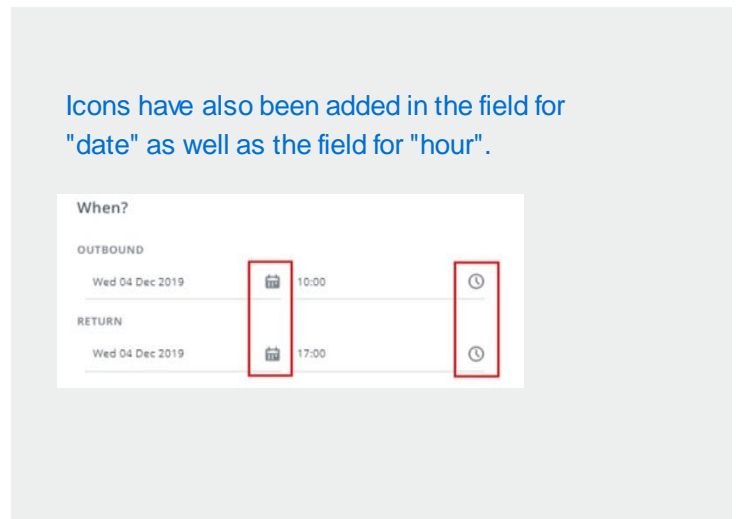 Icons have also been added in the field for
"date" as well as the field for "hour".
When?
OUTBOUND
Wed 04 Dec 2019 10:00
RETURN
Wed 04 Dec 2019 17:00